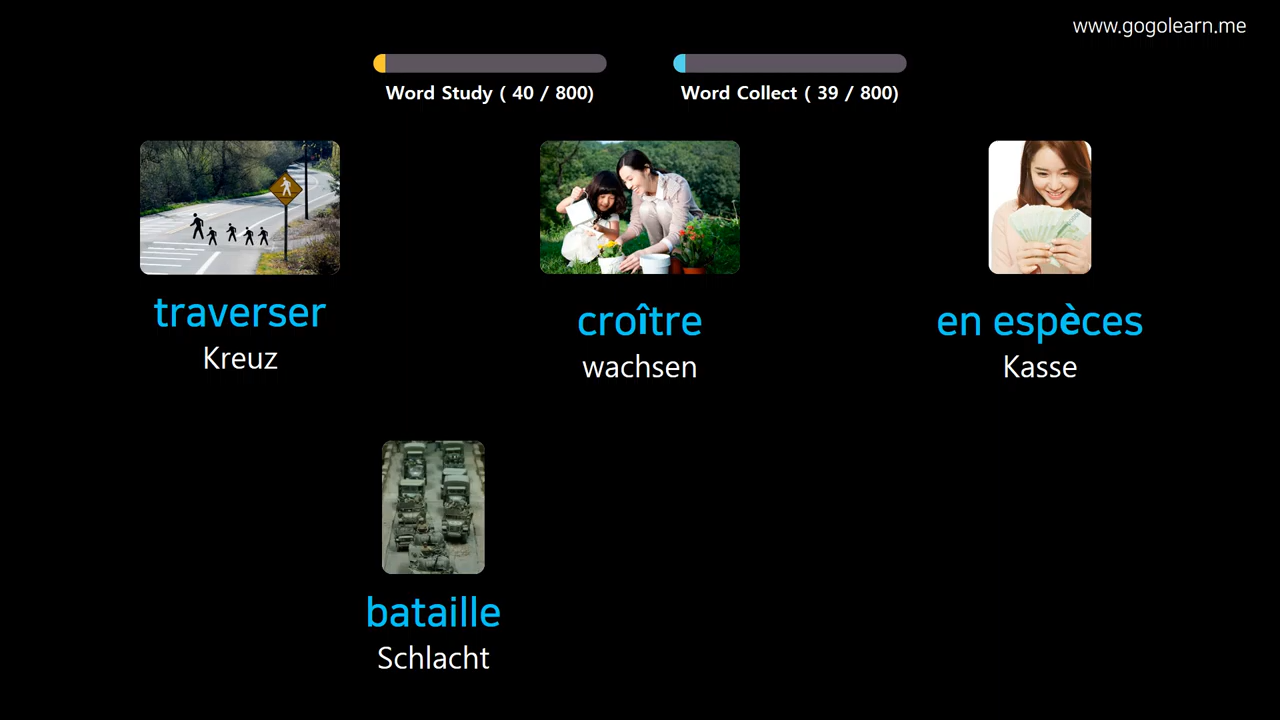 www.gogolearn.me
Word Study ( 40 / 800)
Word Collect ( 39 / 800)
traverser
Kreuz
croître
wachsen
en espèces
Kasse
bataille
Schlacht